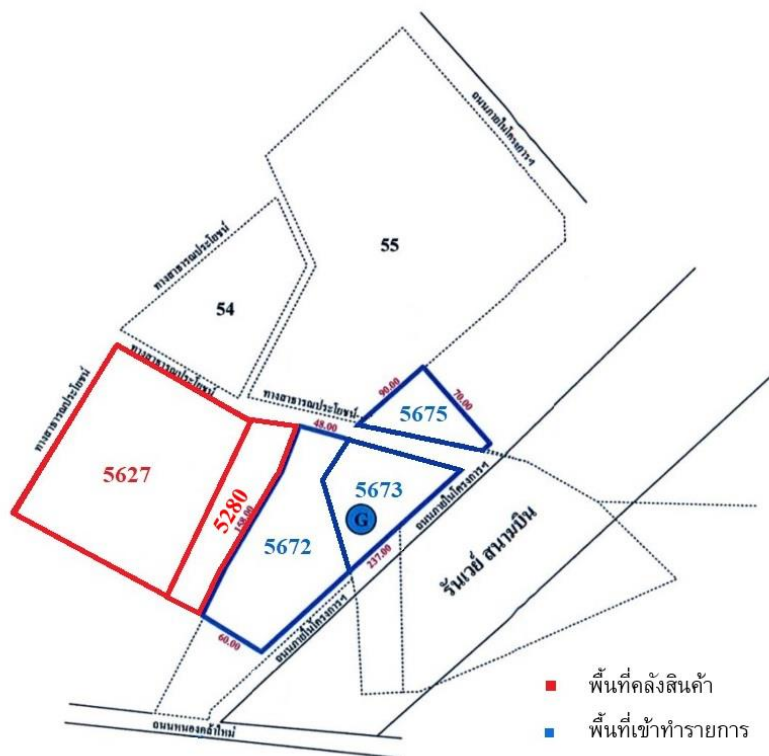 ถนนภายในโครงการฯ
55
ทางสาธารณประโยชน์
54
ทางสาธารณประโยชน์
ทางสาธารณประโยชน์
ทางสาธารณประโยชน์
90.00
70.00
5675
48.00
5627
5280
158.00
5673
G
5672
237.00
ถนนภายในโครงการฯ
รันเวย์ สนามบิน
60.00
ถนนภายในโครงการฯ
ถนนหนองคล้าใหม่
พื้นที่คลังสินค้า
พื้นที่เข้าทำรายการ